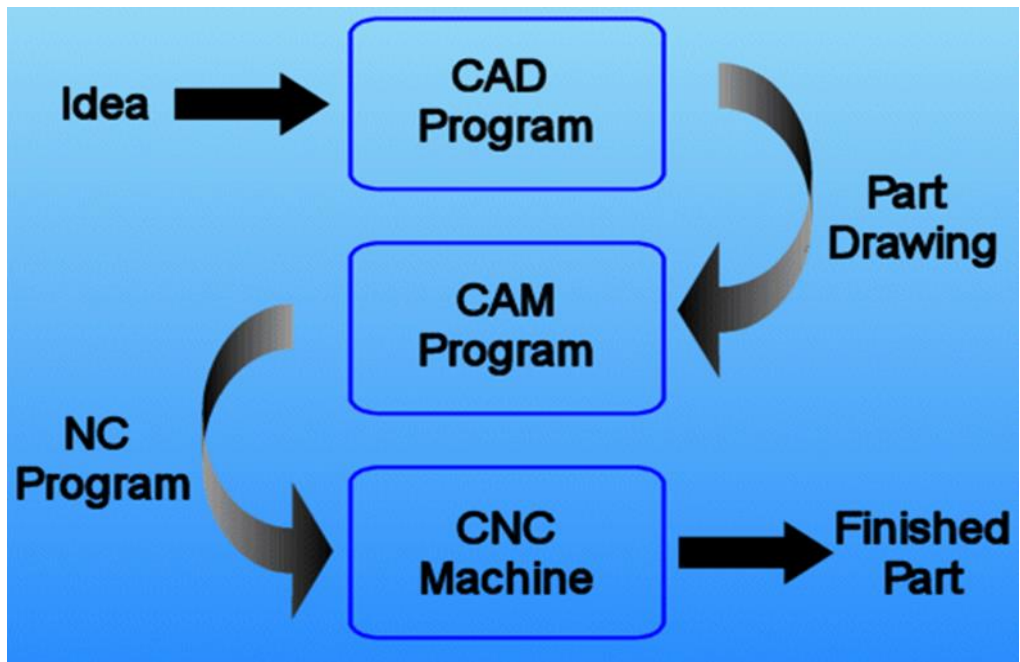 Idea
CAD
Program
Part
Drawing
CAM
Program
NC
Program
CNC
Machine
Finished
Part